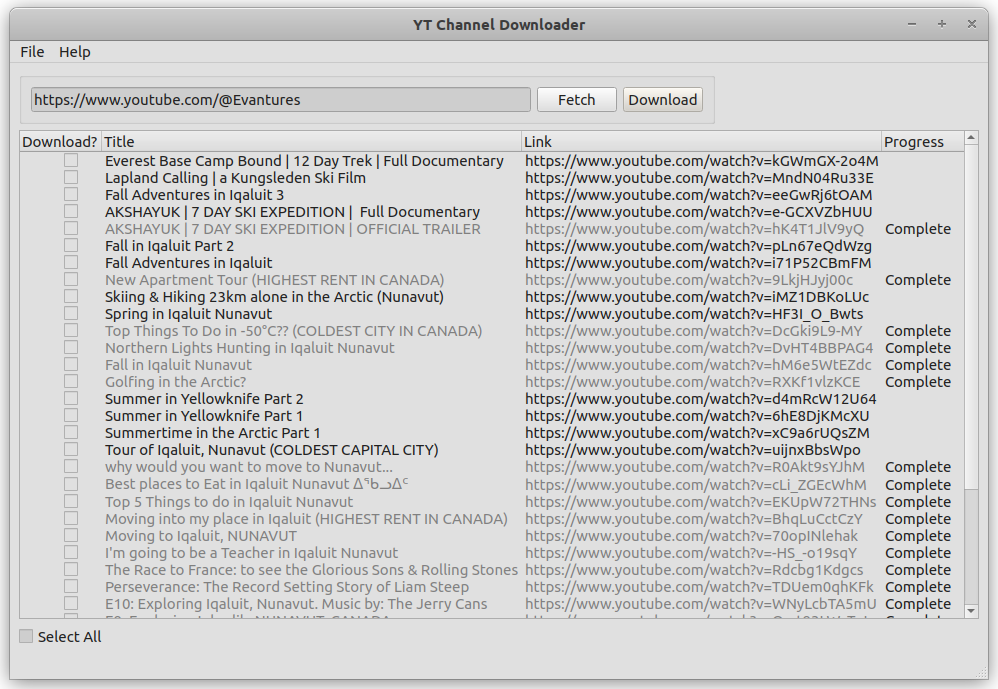 YT Channel Downloader
File Help
https://www.youtube.com/@Evantures Fetch Download
Download? Title Link Progress
Everest Base Camp Bound | 12 Day Trek | Full Documentary https://www.youtube.com/watch?v=kGWmGX-2o4M
Lapland Calling | a Kungsleden Ski Film https://www.youtube.com/watch?v=MndN04Ru33E
Fall Adventures in Iqaluit 3 https://www.youtube.com/watch?v=eeGwRj6tOAM
AKSHAYUK | 7 DAY SKI EXPEDITION | Full Documentary https://www.youtube.com/watch?v=e-GCXVZbHUU
AKSHAYUK | 7 DAY SKI EXPEDITION | OFFICIAL TRAILER https://www.youtube.com/watch?v=hK4T1JlV9yQ Complete
Fall in Iqaluit Part 2 https://www.youtube.com/watch?v=pLn67eQdWzg
Fall Adventures in Iqaluit https://www.youtube.com/watch?v=i71P52CBmFM
New Apartment Tour (HIGHEST RENT IN CANADA) https://www.youtube.com/watch?v=9LkjHJyj00c Complete
Skiing & Hiking 23km alone in the Arctic (Nunavut) https://www.youtube.com/watch?v=iMZ1DBKoLUc
Spring in Iqaluit Nunavut https://www.youtube.com/watch?v=HF3I_O_Bwts
Top Things To Do in -50°C?? (COLDEST CITY IN CANADA) https://www.youtube.com/watch?v=DcGki9L9-MY Complete
Northern Lights Hunting in Iqaluit Nunavut https://www.youtube.com/watch?v=DvHT4BBPAG4 Complete
Fall in Iqaluit Nunavut https://www.youtube.com/watch?v=hM6e5WtEZdc Complete
Golfing in the Arctic? https://www.youtube.com/watch?v=RXKf1vlzKCE Complete
Summer in Yellowknife Part 2 https://www.youtube.com/watch?v=d4mRcW12U64
Summer in Yellowknife Part 1 https://www.youtube.com/watch?v=6hE8DjKMcXU
Summertime in the Arctic Part 1 https://www.youtube.com/watch?v=xC9a6rUQsZM
Tour of Iqaluit, Nunavut (COLDEST CAPITAL CITY) https://www.youtube.com/watch?v=uijnxBbsWpo
why would you want to move to Nunavut... https://www.youtube.com/watch?v=R0Akt9sYJhM Complete
Best places to Eat in Iqaluit Nunavut ᐃᖃᓗᐃᑦ https://www.youtube.com/watch?v=cLi_ZGEcWhM Complete
Top 5 Things to do in Iqaluit Nunavut https://www.youtube.com/watch?v=EKUpW72THNs Complete
Moving into my place in Iqaluit (HIGHEST RENT IN CANADA) https://www.youtube.com/watch?v=BhqLuCctCzY Complete
Moving to Iqaluit, NUNAVUT https://www.youtube.com/watch?v=70opINlehak Complete
I'm going to be a Teacher in Iqaluit Nunavut https://www.youtube.com/watch?v=-HS_-o19sqY Complete
The Race to France: to see the Glorious Sons & Rolling Stones https://www.youtube.com/watch?v=Rdcbg1Kdgcs Complete
Perseverance: The Record Setting Story of Liam Steep https://www.youtube.com/watch?v=TDUem0qhKFk Complete
E10: Exploring Iqaluit, Nunavut. Music by: The Jerry Cans https://www.youtube.com/watch?v=WNyLcbTA5mU Complete
Select All